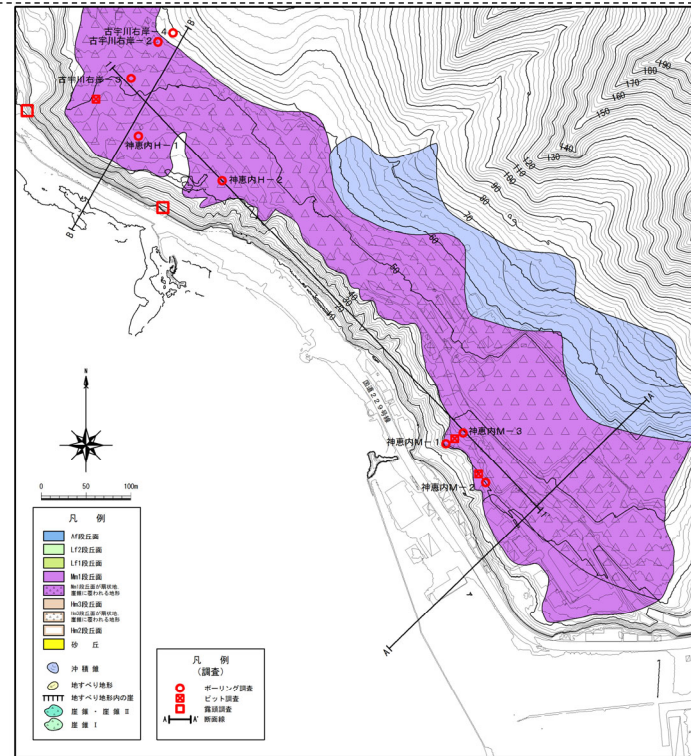 古宇川右岸－4
古宇川右岸－2
B
古宇川右岸－3
神恵内H－1
神恵内H－2
B
190
180
170
160
150
140
130
120
110
100
90
80
70
60
50
40
30
国道229号線
A'
神恵内M－3
神恵内M－1
神恵内M－2
A
N
0 50 100m
凡 例
Af段丘面
Lf2段丘面
Lf1段丘面
Mm1段丘面
Mm1段丘面が扇状地、
崖錐に覆われる地形
Hm3段丘面
Hm3段丘面が扇状地、
崖錐に覆われる地形
Hm2段丘面
砂 丘
沖 積 錐
地すべり地形
地すべり地形内の崖
崖 錐 ・ 崖 錐 Ⅱ
崖 錐 Ⅰ
凡 例
(調査)
ボーリング調査
ピット調査
露頭調査
A A' 断面線